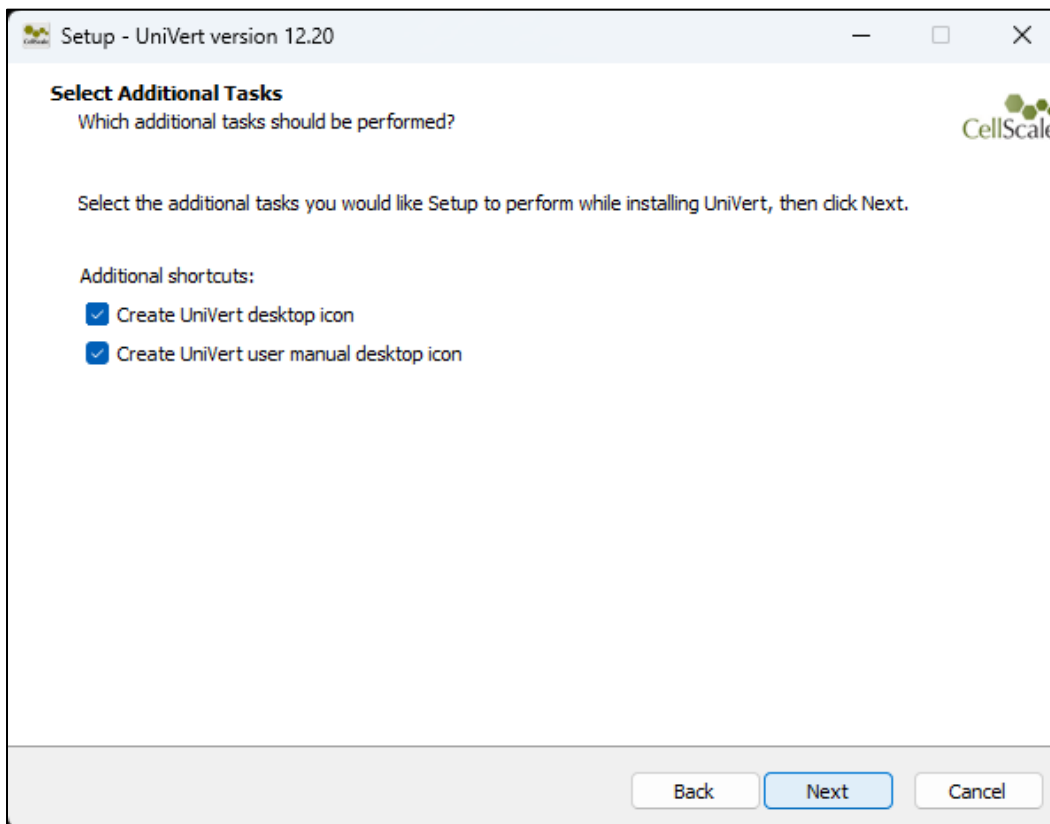 Setup - UniVert version 12.20
Select Additional Tasks
Which additional tasks should be performed?
CellScale
Select the additional tasks you would like Setup to perform while installing UniVert, then click Next.
Additional shortcuts:
Create UniVert desktop icon
Create UniVert user manual desktop icon
Back Next Cancel